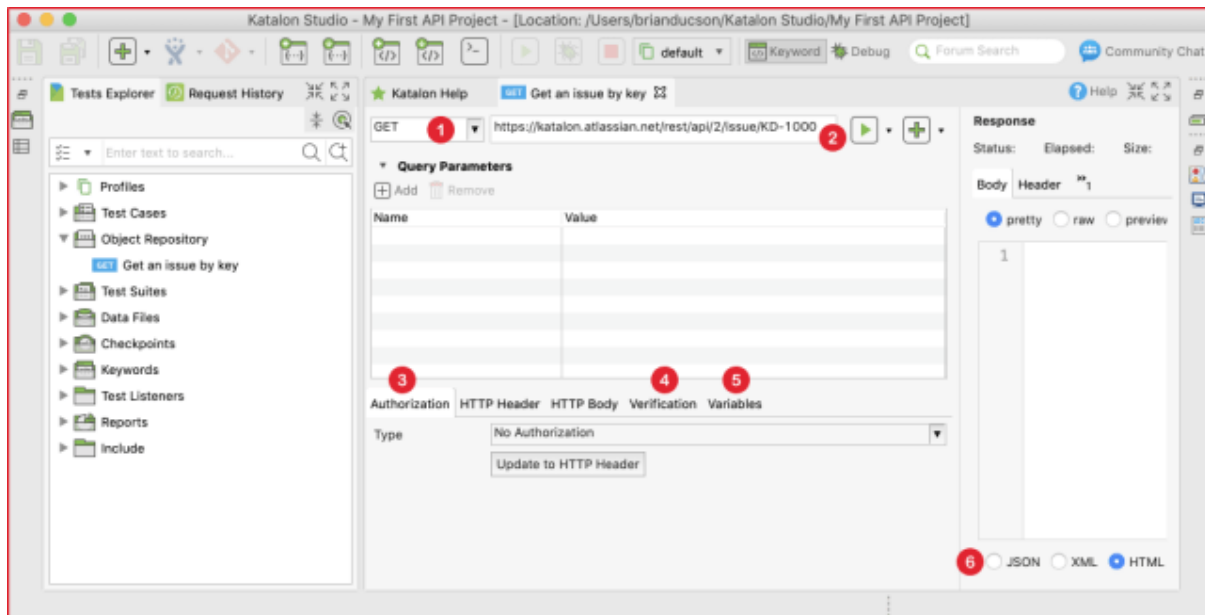 Katalon Studio - My First API Project - [Location: /Users/brianducson/Katalon Studio/My First API Project]
default
Keyword
Debug
Forum Search
Community Chat
Tests Explorer
Request History
Enter text to search...
Profiles
Test Cases
Object Repository
GET Get an issue by key
Test Suites
Data Files
Checkpoints
Keywords
Test Listeners
Reports
Include
Katalon Help
GET Get an issue by key
Help
GET
1
https://katalon.atlassian.net/rest/api/2/issue/KD-1000
2
Query Parameters
Add
Remove
Name
Value
3
4
5
Authorization
HTTP Header
HTTP Body
Verification
Variables
Type
No Authorization
Update to HTTP Header
Response
Status:
Elapsed:
Size:
Body
Header
»1
pretty
raw
preview
1
6
JSON
XML
HTML